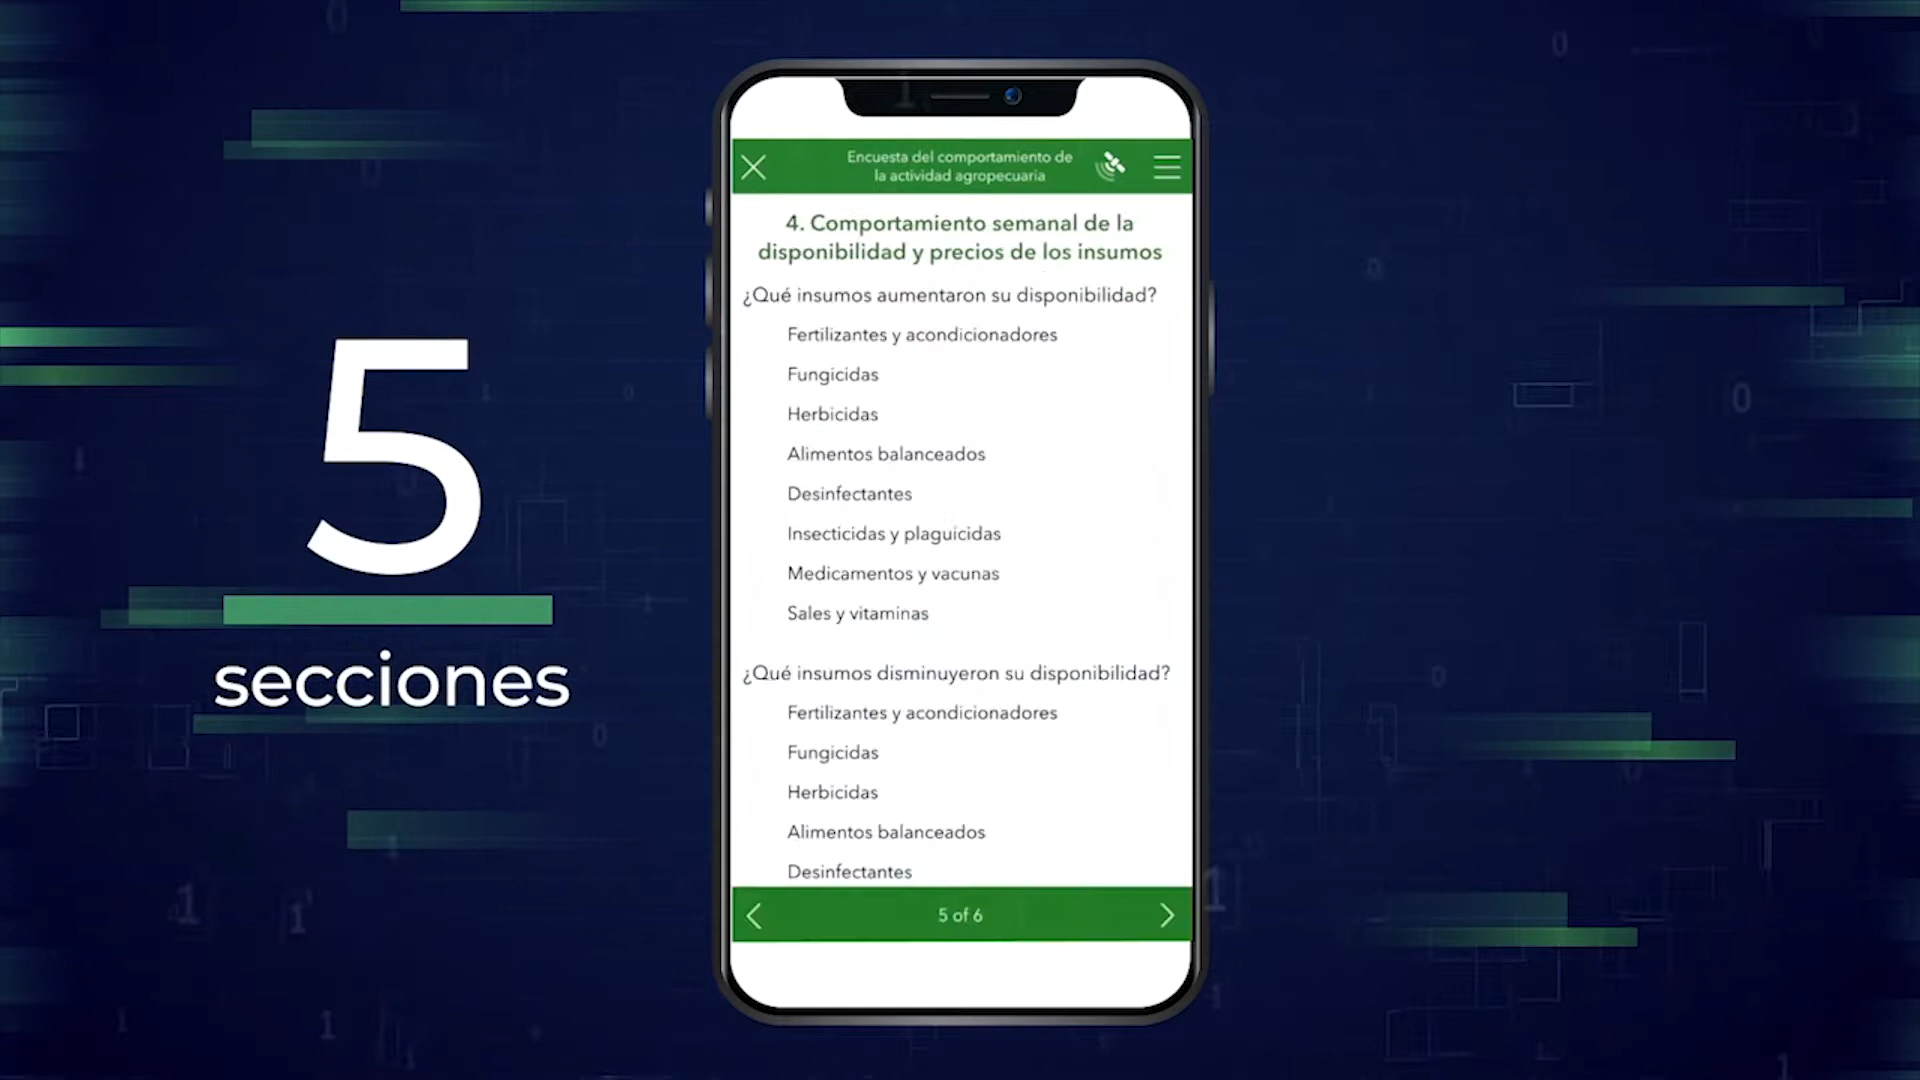 5
secciones
Encuesta del comportamiento de
la actividad agropecuaria
4. Comportamiento semanal de la
disponibilidad y precios de los insumos
¿Qué insumos aumentaron su disponibilidad?
Fertilizantes y acondicionadores
Fungicidas
Herbicidas
Alimentos balanceados
Desinfectantes
Insecticidas y plaguicidas
Medicamentos y vacunas
Sales y vitaminas
¿Qué insumos disminuyeron su disponibilidad?
Fertilizantes y acondicionadores
Fungicidas
Herbicidas
Alimentos balanceados
Desinfectantes
5 of 6